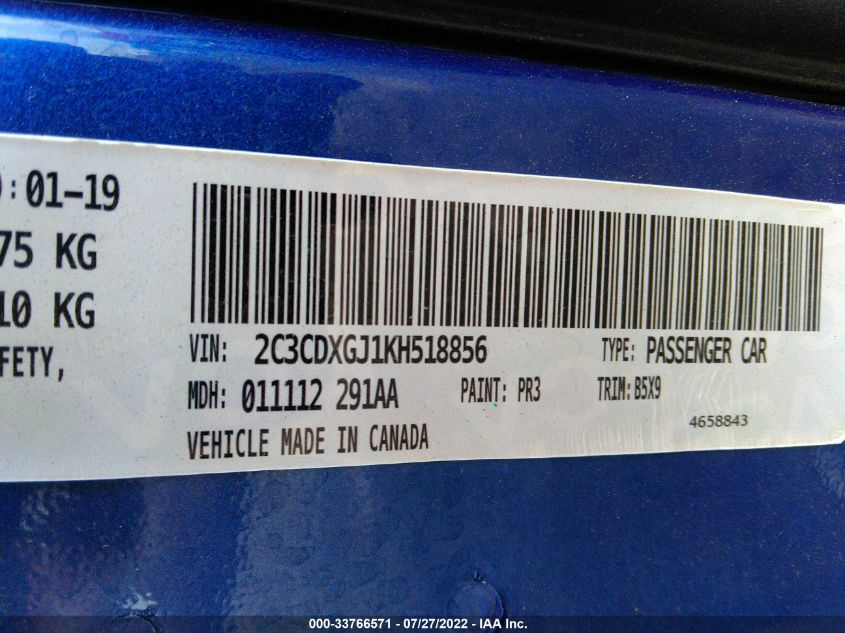 : 01-19
75 KG
10 KG
FETY,
VIN: 2C3CDXGJ1KH518856 TYPE: PASSENGER CAR
MDH: 011112 291AA PAINT: PR3 TRIM: B5X9
4658843
VEHICLE MADE IN CANADA
000-33766571 - 07/27/2022 - IAA Inc.